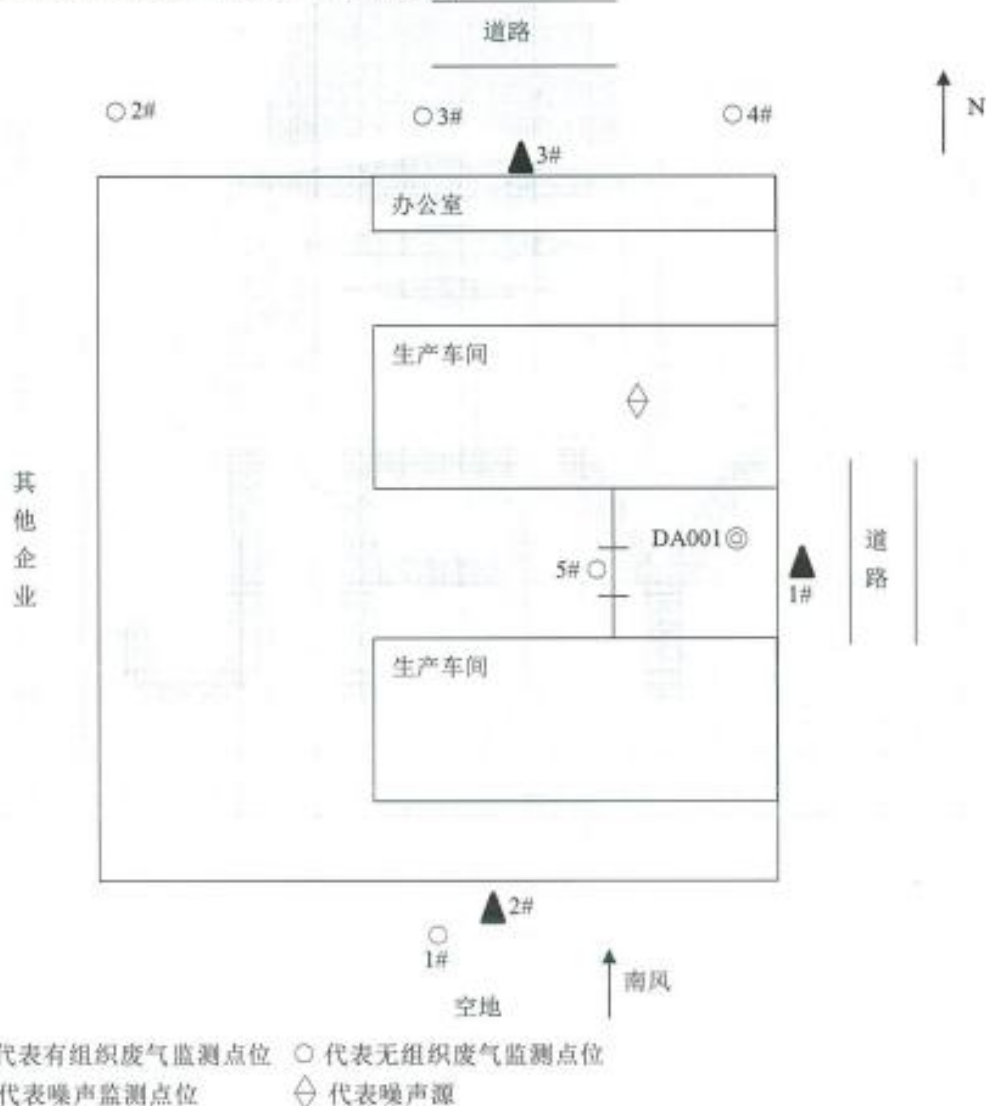 道路
N
2#
3#
4#
3#
办公室
生产车间
其他企业
DA001
5#
道路
1#
生产车间
2#
1#
南风
空地
代表有组织废气监测点位 ○ 代表无组织废气监测点位
代表噪声监测点位 代表噪声源